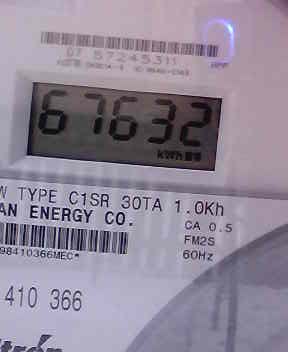 07 57245311
67632
kWh
W TYPE C1SR 30TA 1.0Kh
AN ENERGY CO.
CA 0.5
FM2S
98410366MEC*
60Hz
410 366
tron